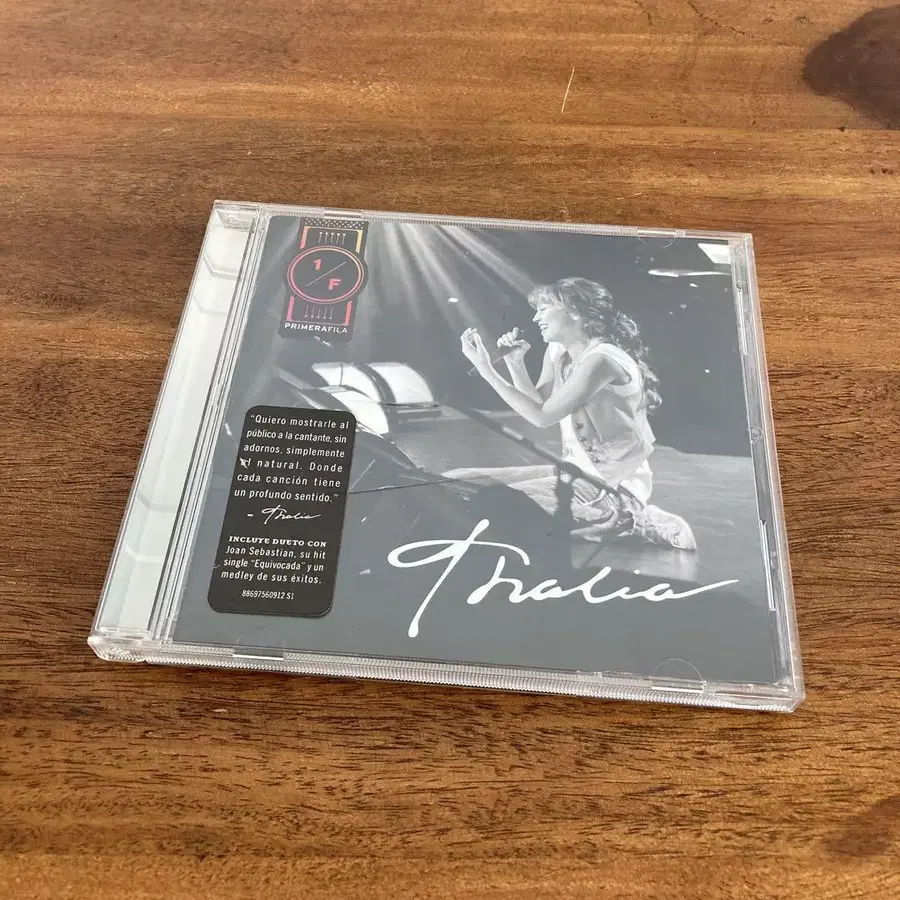 1
F
PRIMERAFILA
"Quiero mostrarle al
público a la cantante, sin
adornos, simplemente
al natural. Donde
cada canción tiene
un profundo sentido."
- Thalia
INCLUYE DUETO CON
Joan Sebastian, su hit
single "Equivocada" y un
medley de sus éxitos.
88697560912 S1
Thalia